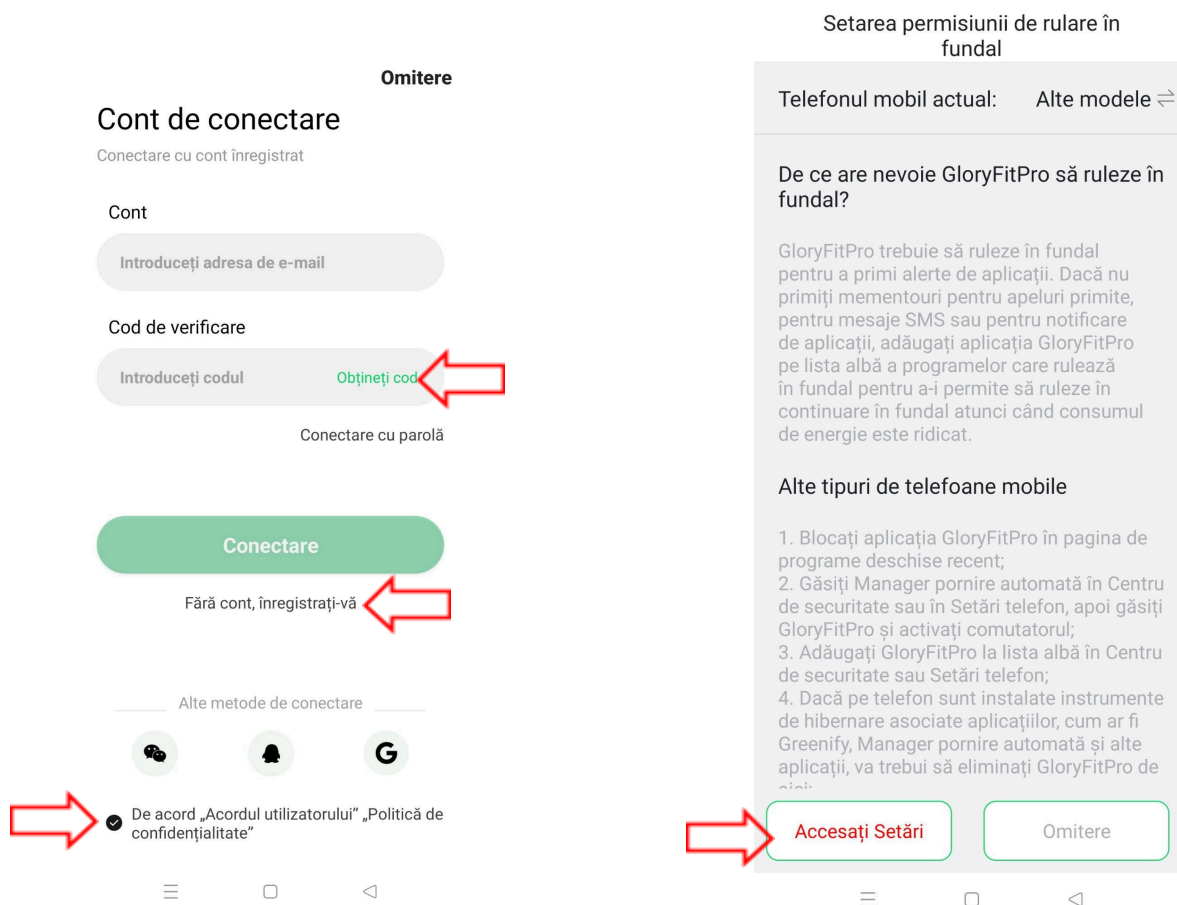 Omitere
Cont de conectare
Conectare cu cont înregistrat
Cont
Introduceți adresa de e-mail
Cod de verificare
Introduceți codul
Obțineți cod
Conectare cu parolă
Conectare
Fără cont, înregistrați-vă
Alte metode de conectare
G
De acord „Acordul utilizatorului” „Politică de
confidențialitate”
Setarea permisiunii de rulare în
fundal
Telefonul mobil actual:
Alte modele
De ce are nevoie GloryFitPro să ruleze în
fundal?
GloryFitPro trebuie să ruleze în fundal
pentru a primi alerte de aplicații. Dacă nu
primiți mementouri pentru apeluri primite,
pentru mesaje SMS sau pentru notificare
de aplicații, adăugați aplicația GloryFitPro
pe lista albă a programelor care rulează
în fundal pentru a-i permite să ruleze în
continuare în fundal atunci când consumul
de energie este ridicat.
Alte tipuri de telefoane mobile
1. Blocați aplicația GloryFitPro în pagina de
programe deschise recent;
2. Găsiți Manager pornire automată în Centru
de securitate sau în Setări telefon, apoi găsiți
GloryFitPro și activați comutatorul;
3. Adăugați GloryFitPro la lista albă în Centru
de securitate sau Setări telefon;
4. Dacă pe telefon sunt instalate instrumente
de hibernare asociate aplicațiilor, cum ar fi
Greenify, Manager pornire automată și alte
aplicații, va trebui să eliminați GloryFitPro de
Accesați Setări
Omitere